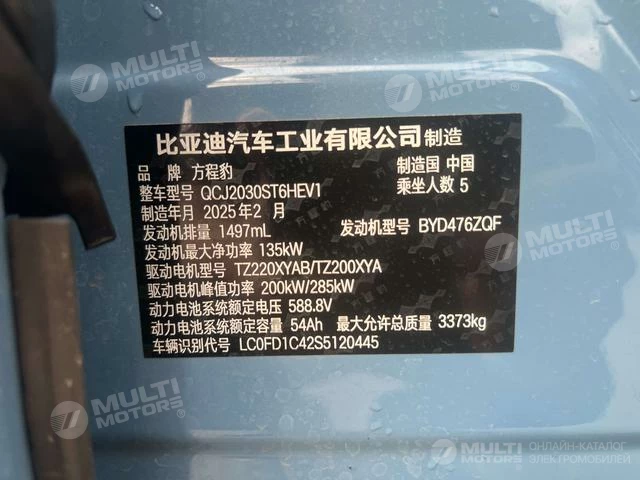 MULTI MOTORS
MULTI MOTORS
MULTI MOTORS
比亚迪汽车工业有限公司 制造
品 牌 方程豹 制造国 中国
整车型号 QCJ2030ST6HEV1 乘坐人数 5
制造年月 2025年2月
发动机排量 1497mL 发动机型号 BYD476ZQF
发动机最大净功率 135kW
驱动电机型号 TZ220XYAB/TZ200XYA
驱动电机峰值功率 200kW/285kW
动力电池系统额定电压 588.8V
动力电池系统额定容量 54Ah 最大允许总质量 3373kg
车辆识别代号 LC0FD1C42S5120445
MULTI MOTORS
MULTI MOTORS
ОНЛАЙН-КАТАЛОГ
ЭЛЕКТРОМОБИЛЕЙ